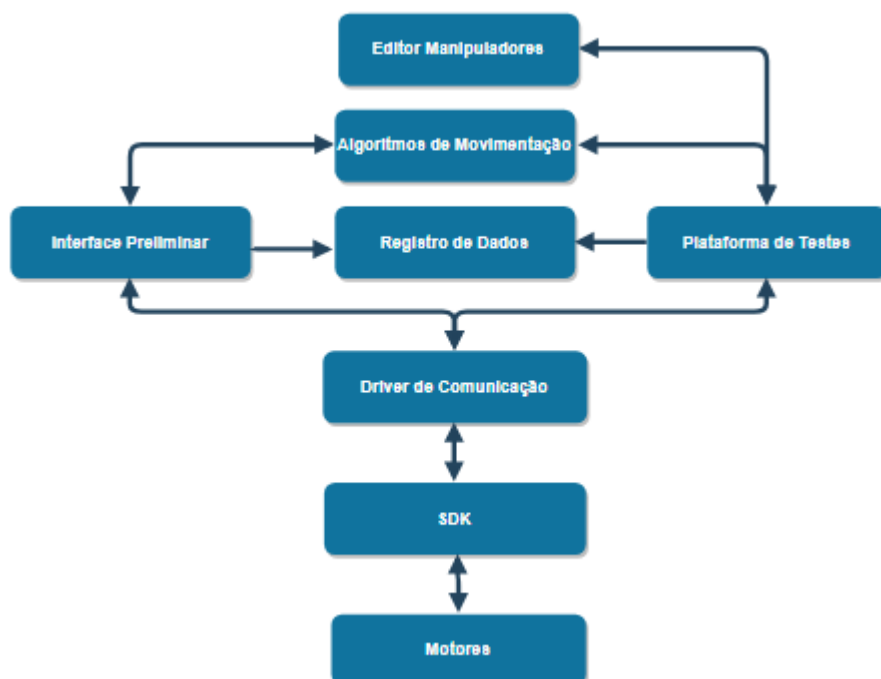 Editor Manipuladores
Algoritmos de Movimentação
Interface Preliminar
Registro de Dados
Plataforma de Testes
Driver de Comunicação
SDK
Motores